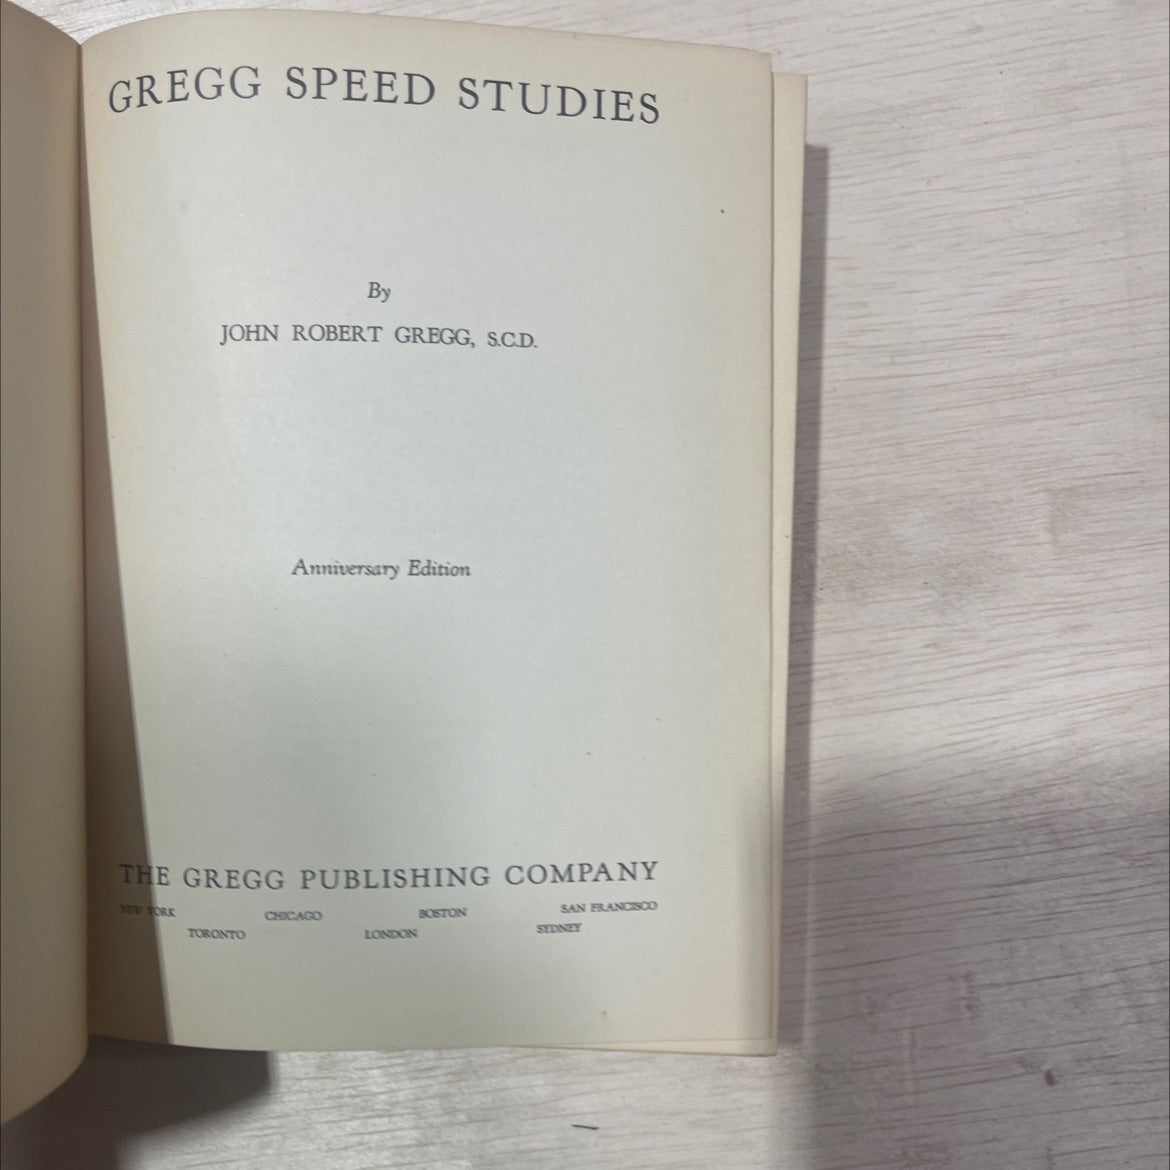 GREGG SPEED STUDIES
By
JOHN ROBERT GREGG, S.C.D.
Anniversary Edition
THE GREGG PUBLISHING COMPANY
NEW YORK CHICAGO BOSTON SAN FRANCISCO
TORONTO LONDON SYDNEY